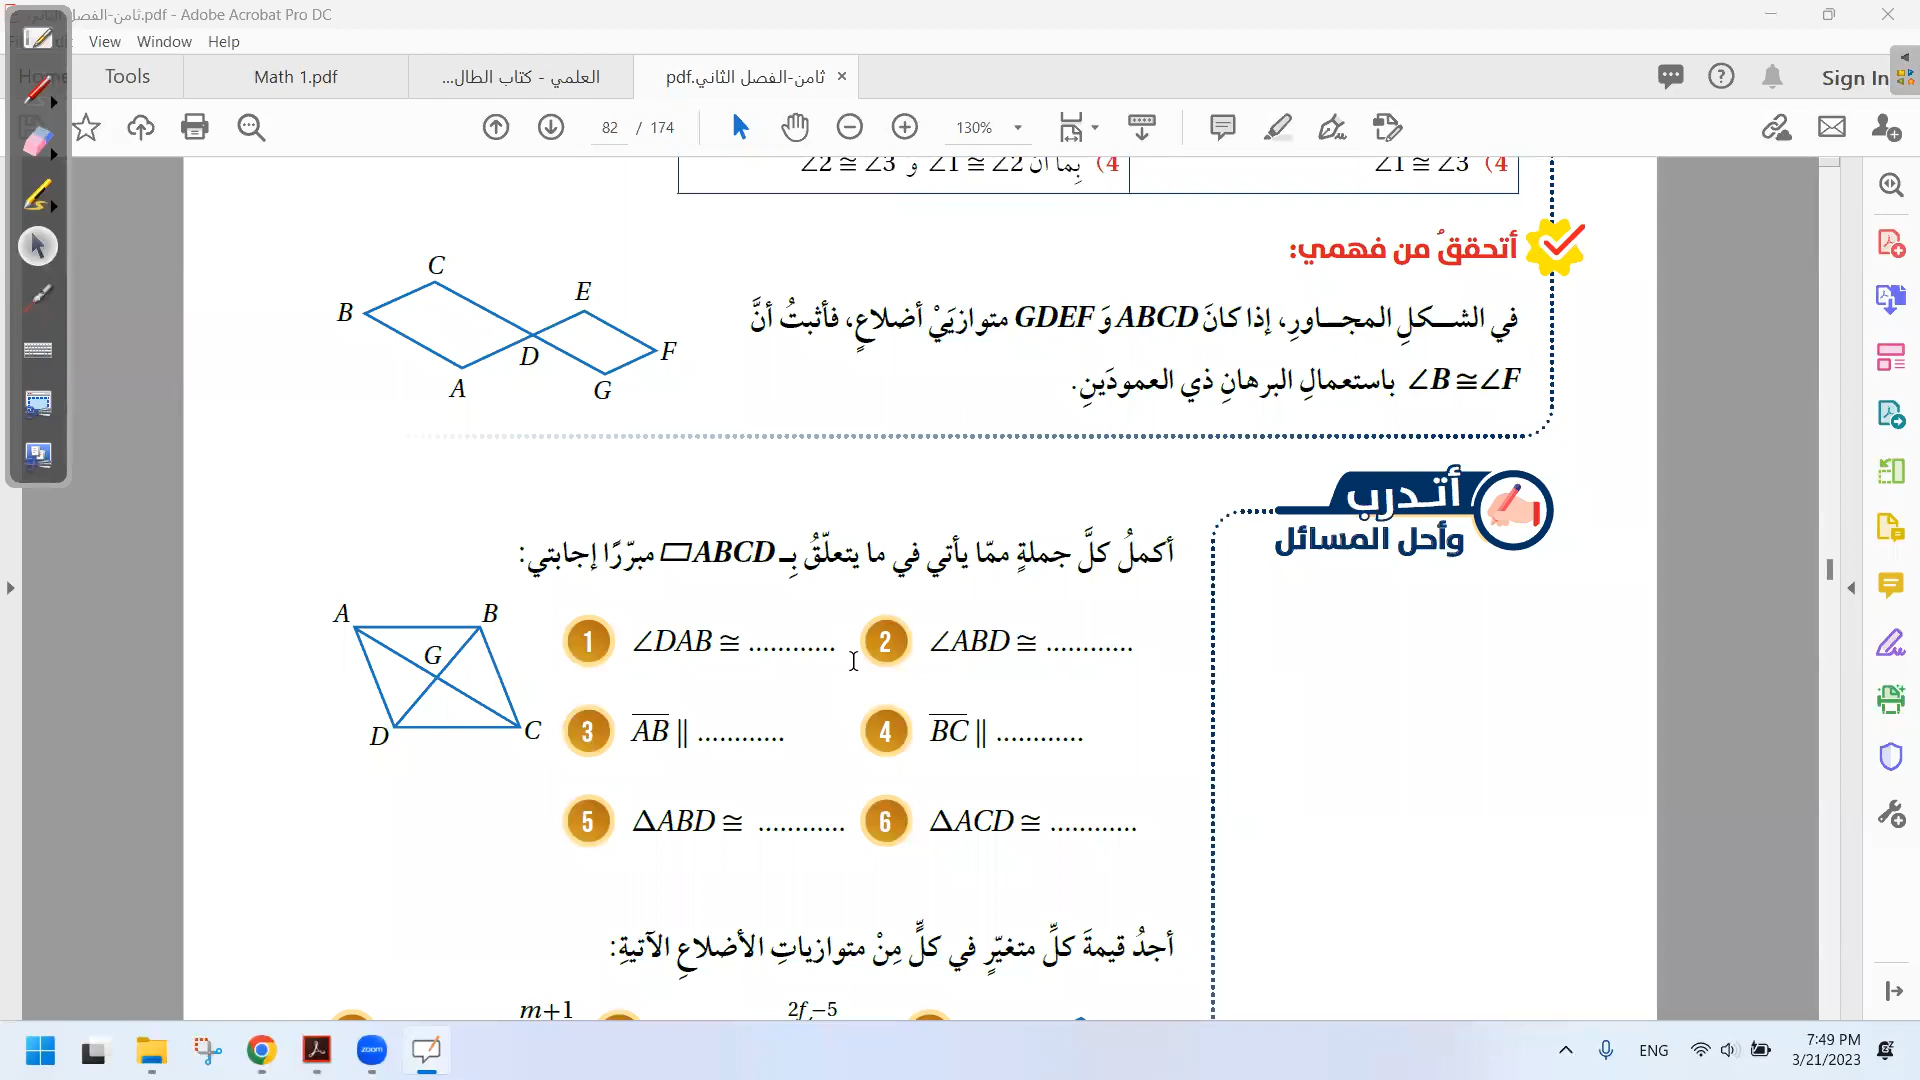 ثامن-الفصل الثاني.pdf - Adobe Acrobat Pro DC
View Window Help
Home Tools Math 1.pdf العلمي - كتاب الطال... ثامن-الفصل الثاني.pdf × Sign In
82 / 174 130%
4) ∠1 ≅ ∠3 4) بِما أن ∠1 ≅ ∠2 و ∠2 ≅ ∠3
أتحققُ من فهمي:
في الشكلِ المجاورِ، إذا كانَ ABCD وَ GDEF متوازيَيْ أضلاعٍ، فأثبتُ أنَّ
∠B ≅ ∠F باستعمالِ البرهانِ ذي العمودَينِ.
C
E
B
D
F
A
G
أتدرب
وأحل المسائل
أكملُ كلَّ جملةٍ ممّا يأتي في ما يتعلّقُ بِـ ▱ABCD مبرّرًا إجابتي:
A
B
G
D
C
1 ∠DAB ≅ ............ 2 ∠ABD ≅ ............
3 AB || ............ 4 BC || ............
5 ΔABD ≅ ............ 6 ΔACD ≅ ............
أجدُ قيمةَ كلِّ متغيّرٍ في كلٍّ مِنْ متوازياتِ الأضلاعِ الآتيةِ:
m+1 2f-5
zoom
ENG
7:49 PM
3/21/2023